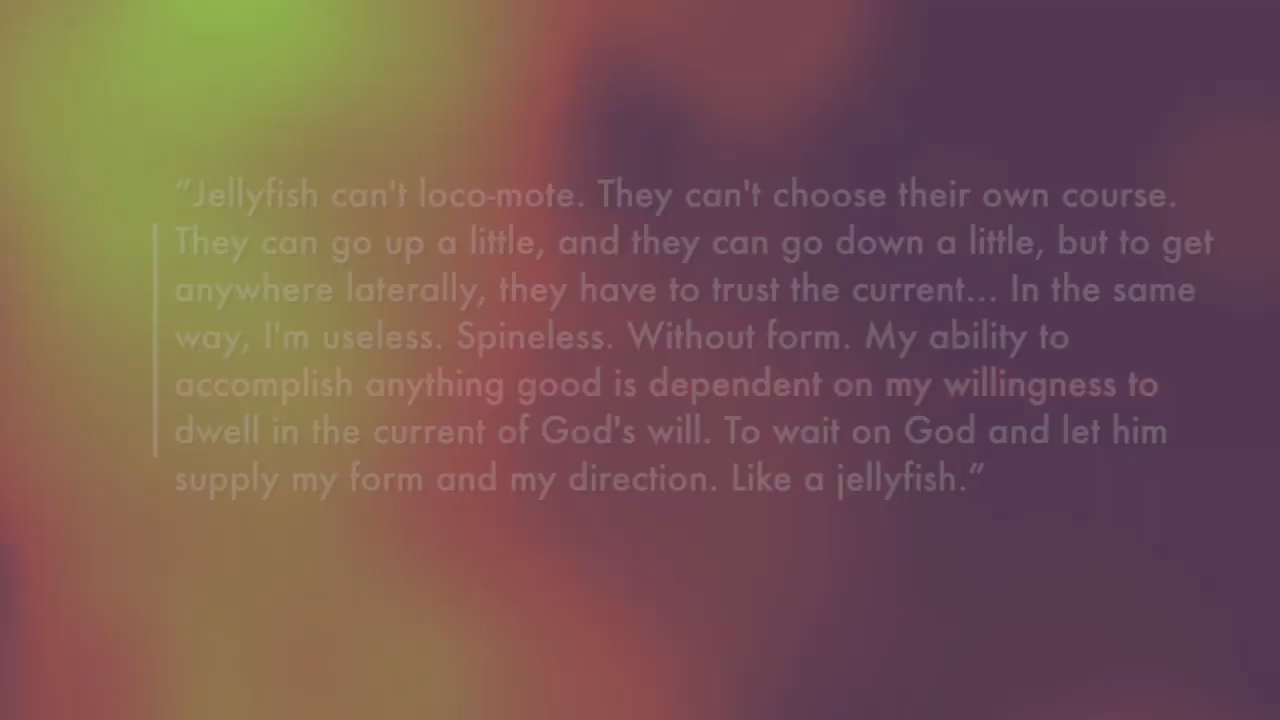 ”Jellyfish can't loco-mote. They can't choose their own course.
They can go up a little, and they can go down a little, but to get
anywhere laterally, they have to trust the current... In the same
way, I'm useless. Spineless. Without form. My ability to
accomplish anything good is dependent on my willingness to
dwell in the current of God's will. To wait on God and let him
supply my form and my direction. Like a jellyfish.”